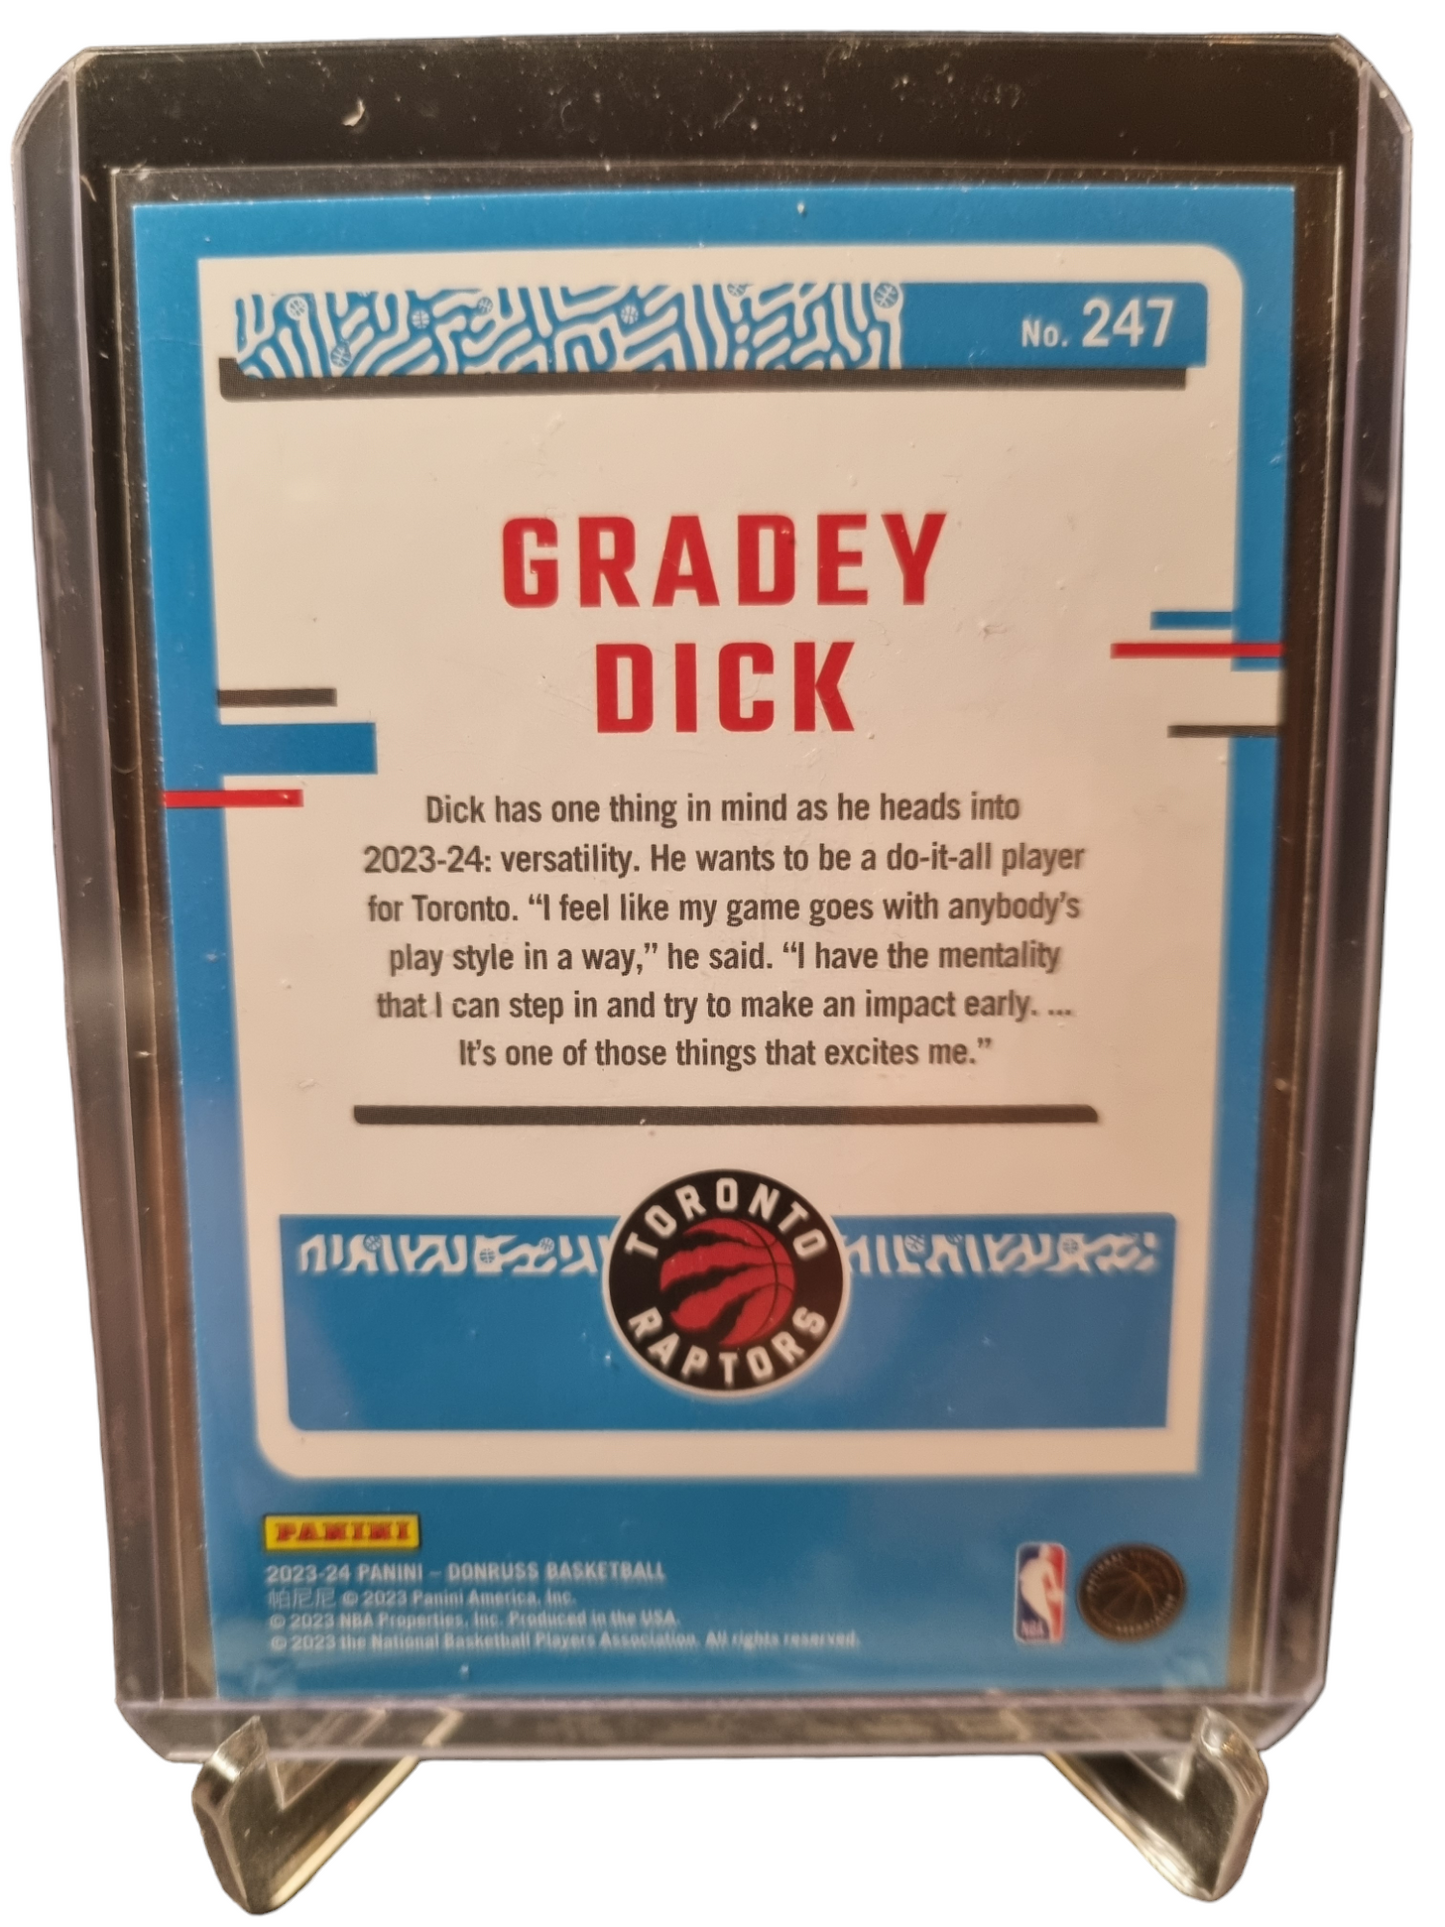 No. 247
GRADEY
DICK
Dick has one thing in mind as he heads into
2023-24: versatility. He wants to be a do-it-all player
for Toronto. “I feel like my game goes with anybody’s
play style in a way,” he said. “I have the mentality
that I can step in and try to make an impact early. ...
It’s one of those things that excites me.”
TORONTO
RAPTORS
PANINI
2023-24 PANINI – DONRUSS BASKETBALL
帕尼尼 © 2023 Panini America, Inc.
© 2023 NBA Properties, Inc. Produced in the USA.
© 2023 the National Basketball Players Association. All rights reserved.
NBA